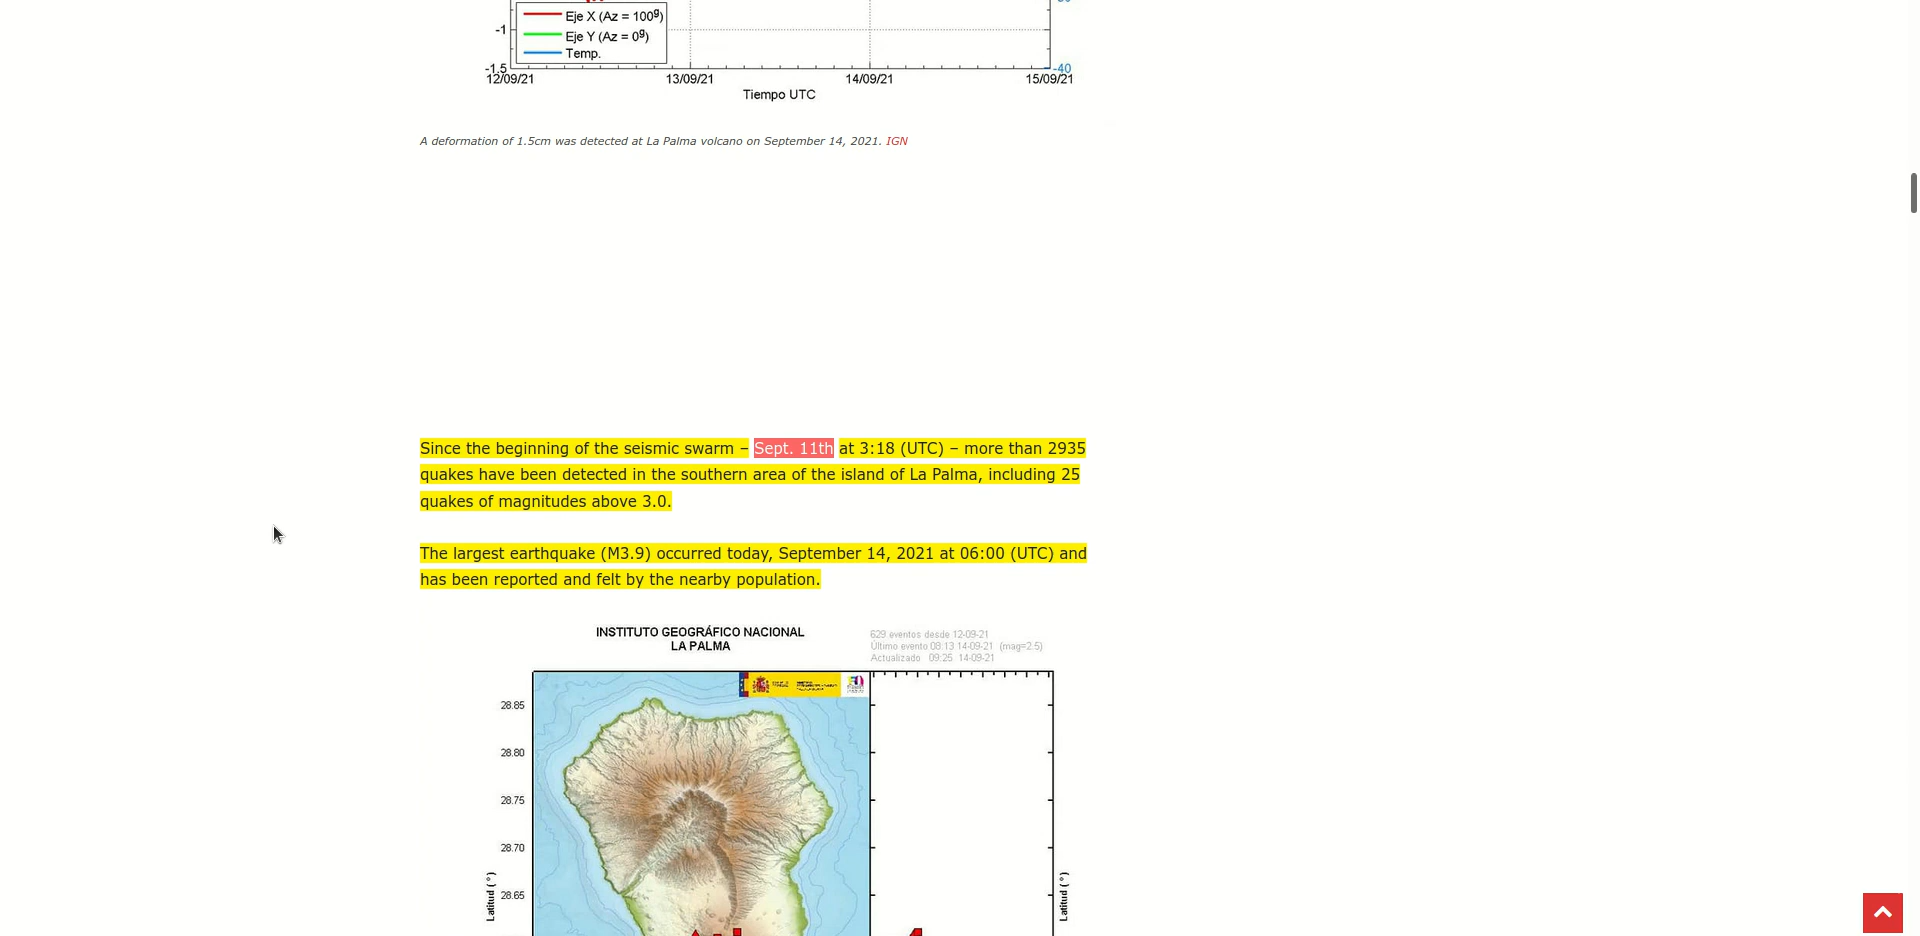 Eje X (Az = 100g)
-1
Eje Y (Az = 0g)
Temp.
-1.5
-40
12/09/21
13/09/21
14/09/21
15/09/21
Tiempo UTC
A deformation of 1.5cm was detected at La Palma volcano on September 14, 2021. IGN
Since the beginning of the seismic swarm – Sept. 11th at 3:18 (UTC) – more than 2935
quakes have been detected in the southern area of the island of La Palma, including 25
quakes of magnitudes above 3.0.
The largest earthquake (M3.9) occurred today, September 14, 2021 at 06:00 (UTC) and
has been reported and felt by the nearby population.
INSTITUTO GEOGRÁFICO NACIONAL
LA PALMA
629 eventos desde 12-09-21
Último evento 08:13 14-09-21 (mag=2.5)
Actualizado 09:25 14-09-21
28.85
28.80
28.75
28.70
28.65
Latitud (°)
Latitud (°)